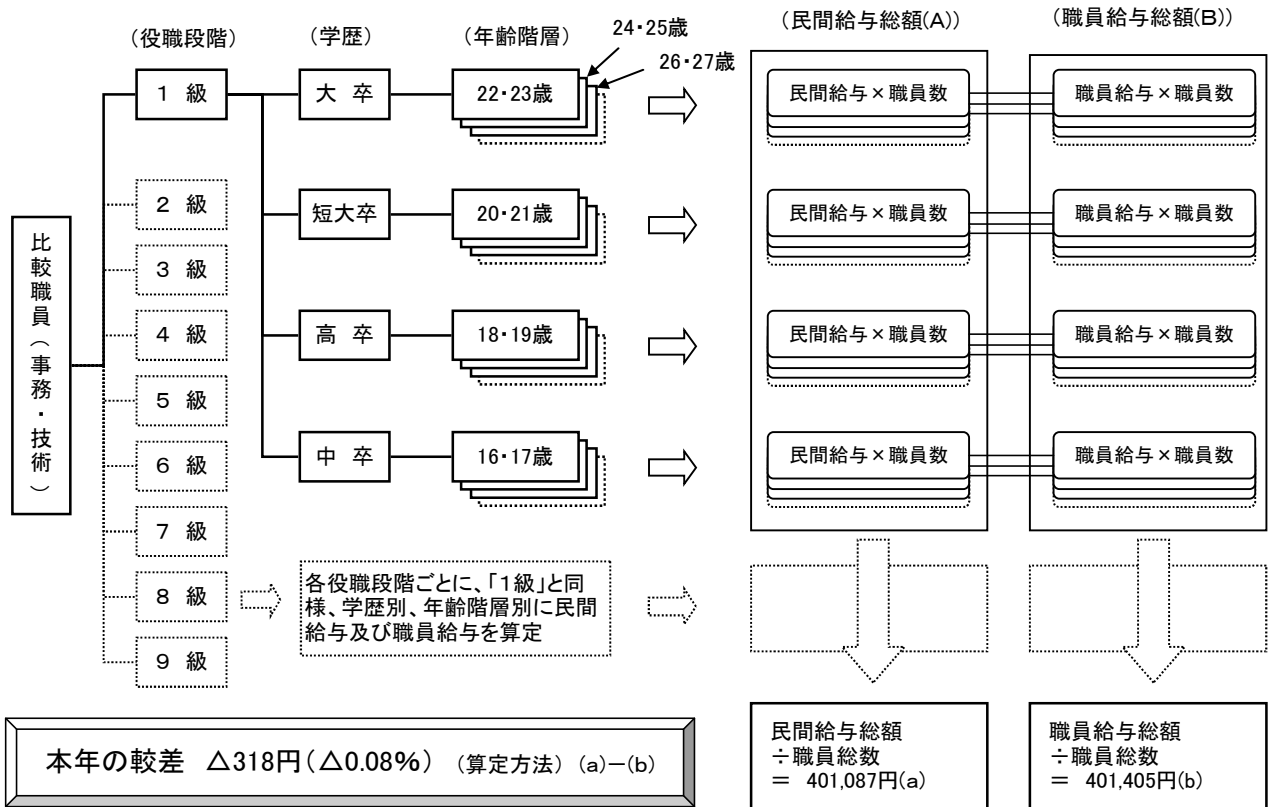 （役職段階）
（学歴）
（年齢階層）
24・25歳
26・27歳
（民間給与総額(A)）
（職員給与総額(B)）
比較職員（事務・技術）
１ 級
大 卒
22・23歳
民間給与×職員数
職員給与×職員数
２ 級
短大卒
20・21歳
民間給与×職員数
職員給与×職員数
３ 級
４ 級
高 卒
18・19歳
民間給与×職員数
職員給与×職員数
５ 級
６ 級
中 卒
16・17歳
民間給与×職員数
職員給与×職員数
７ 級
８ 級
９ 級
各役職段階ごとに、「１級」と同
様、学歴別、年齢階層別に民間
給与及び職員給与を算定
民間給与総額
÷職員総数
＝ 401,087円(a)
職員給与総額
÷職員総数
＝ 401,405円(b)
本年の較差 △318円（△0.08％） （算定方法） (a)－(b)